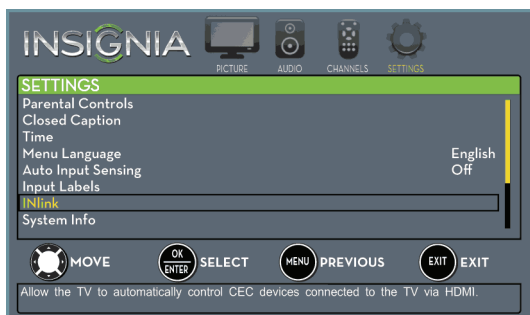 INSIGNIA
PICTURE AUDIO CHANNELS SETTINGS
SETTINGS
Parental Controls
Closed Caption
Time
Menu Language English
Auto Input Sensing Off
Input Labels
INlink
System Info
MOVE OK ENTER SELECT MENU PREVIOUS EXIT EXIT
Allow the TV to automatically control CEC devices connected to the TV via HDMI.